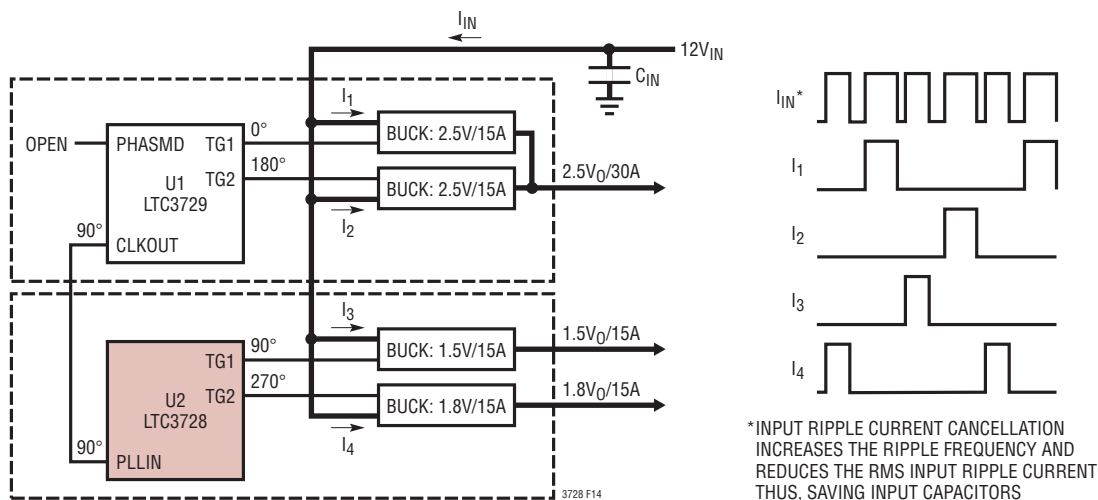 I_IN
12V_IN
C_IN
I_1
OPEN
PHASMD
TG1
0°
BUCK: 2.5V/15A
U1
LTC3729
TG2
180°
BUCK: 2.5V/15A
2.5V_O/30A
90°
CLKOUT
I_2
I_3
90°
TG1
BUCK: 1.5V/15A
1.5V_O/15A
U2
LTC3728
TG2
270°
BUCK: 1.8V/15A
1.8V_O/15A
90°
PLLIN
I_4
3728 F14
I_IN*
I_1
I_2
I_3
I_4
*INPUT RIPPLE CURRENT CANCELLATION
INCREASES THE RIPPLE FREQUENCY AND
REDUCES THE RMS INPUT RIPPLE CURRENT
THUS, SAVING INPUT CAPACITORS